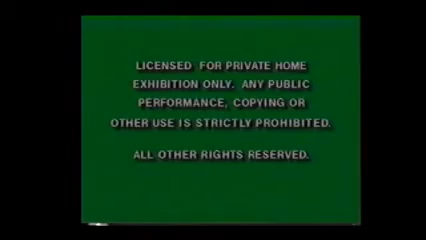 LICENSED FOR PRIVATE HOME
EXHIBITION ONLY. ANY PUBLIC
PERFORMANCE, COPYING OR
OTHER USE IS STRICTLY PROHIBITED.
ALL OTHER RIGHTS RESERVED.